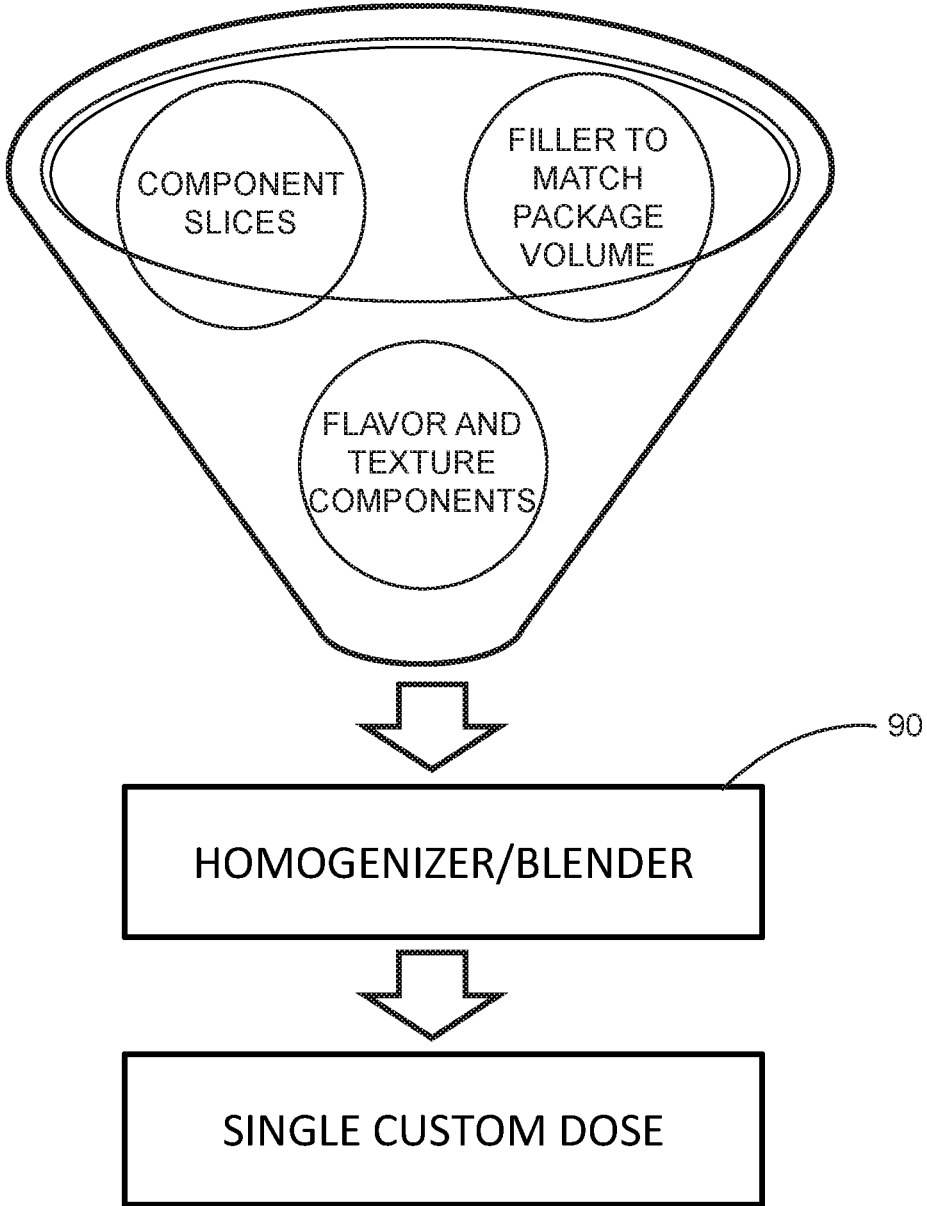 COMPONENT
SLICES
FILLER TO
MATCH
PACKAGE
VOLUME
FLAVOR AND
TEXTURE
COMPONENTS
90
HOMOGENIZER/BLENDER
SINGLE CUSTOM DOSE